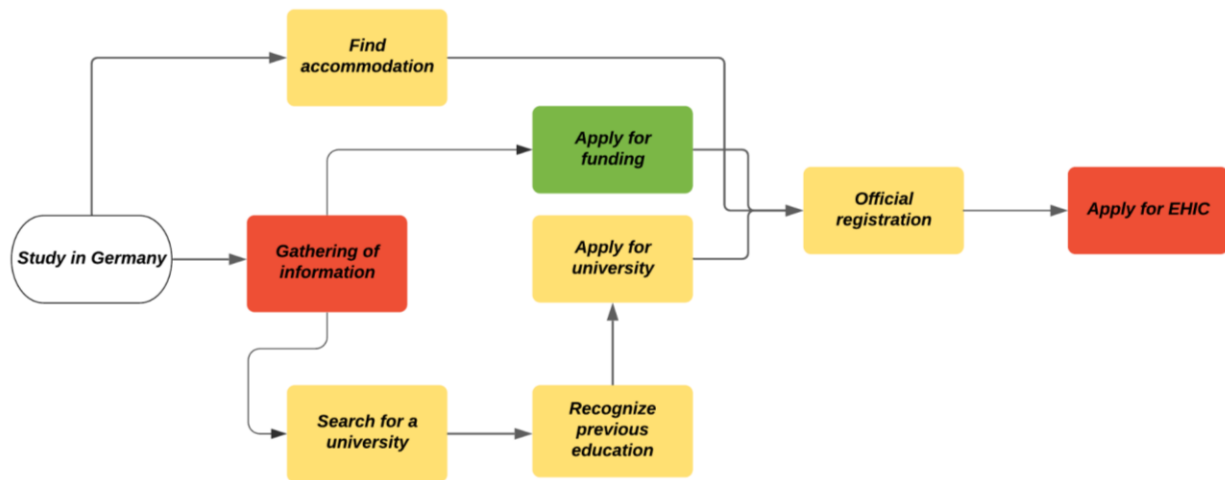 Find
accommodation
Apply for
funding
Study in Germany
Gathering of
information
Apply for
university
Official
registration
Apply for EHIC
Search for a
university
Recognize
previous
education